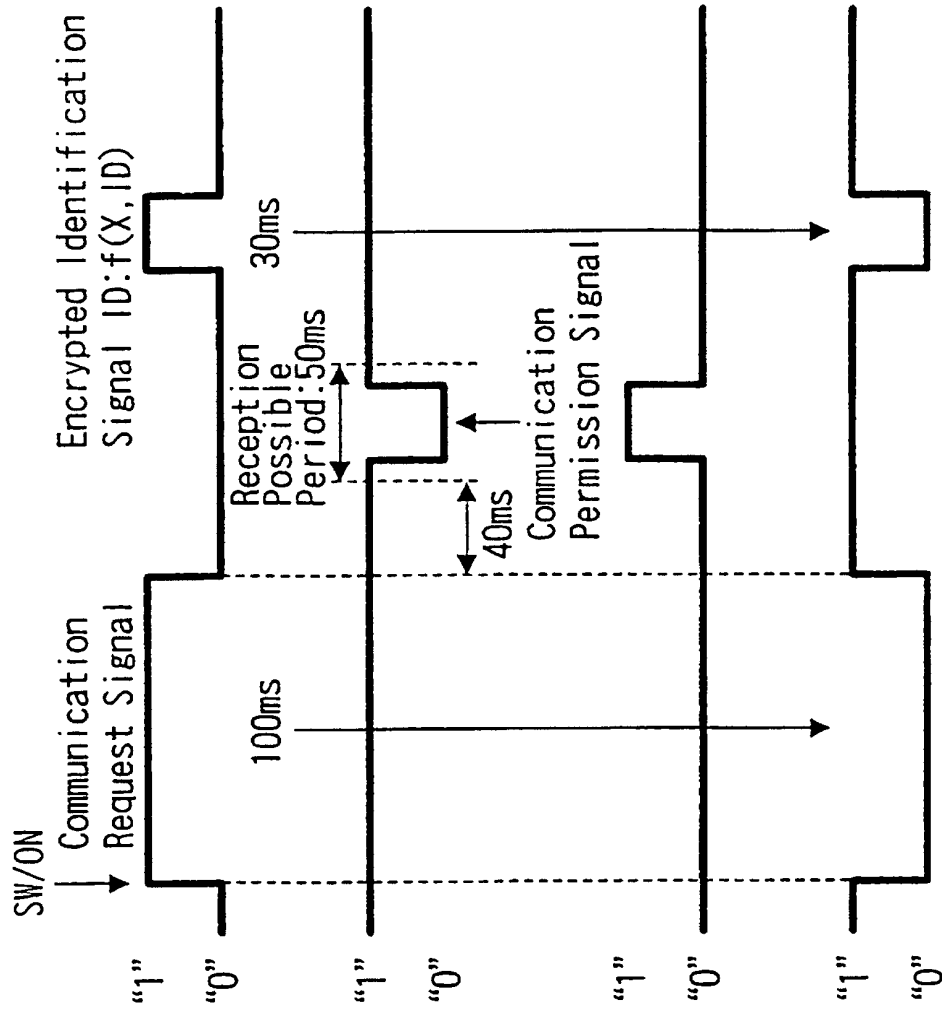 SW/ON
Communication
Request Signal
Encrypted Identification
Signal ID:f(X,ID)
“1”
“0”
100ms
30ms
Reception
Possible
Period:50ms
“1”
“0”
40ms
Communication
Permission Signal
“1”
“0”
“1”
“0”